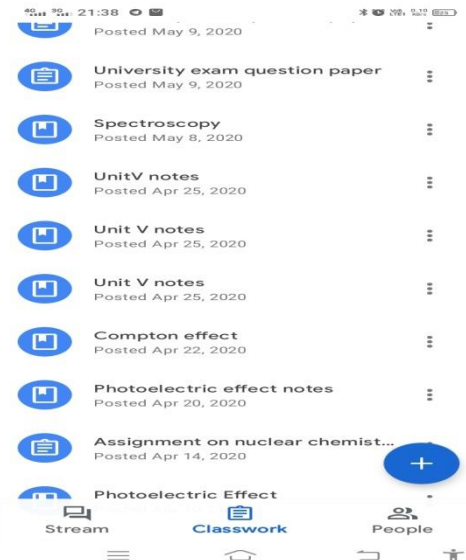 4G 3G 21:38
Posted May 9, 2020
University exam question paper
Posted May 9, 2020
Spectroscopy
Posted May 8, 2020
UnitV notes
Posted Apr 25, 2020
Unit V notes
Posted Apr 25, 2020
Unit V notes
Posted Apr 25, 2020
Compton effect
Posted Apr 22, 2020
Photoelectric effect notes
Posted Apr 20, 2020
Assignment on nuclear chemist...
Posted Apr 14, 2020
Photoelectric Effect
Stream
Classwork
People